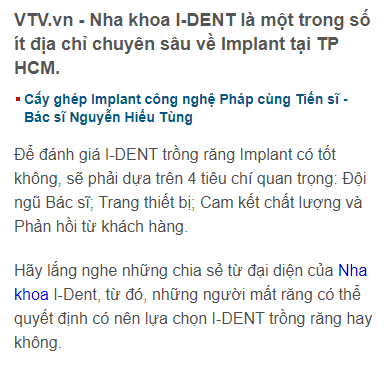 VTV.vn - Nha khoa I-DENT là một trong số
ít địa chỉ chuyên sâu về Implant tại TP
HCM.
Cấy ghép Implant công nghệ Pháp cùng Tiến sĩ -
Bác sĩ Nguyễn Hiếu Tùng
Để đánh giá I-DENT trồng răng Implant có tốt
không, sẽ phải dựa trên 4 tiêu chí quan trọng: Đội
ngũ Bác sĩ; Trang thiết bị; Cam kết chất lượng và
Phản hồi từ khách hàng.
Hãy lắng nghe những chia sẻ từ đại diện của Nha
khoa I-Dent, từ đó, những người mất răng có thể
quyết định có nên lựa chọn I-DENT trồng răng hay
không.